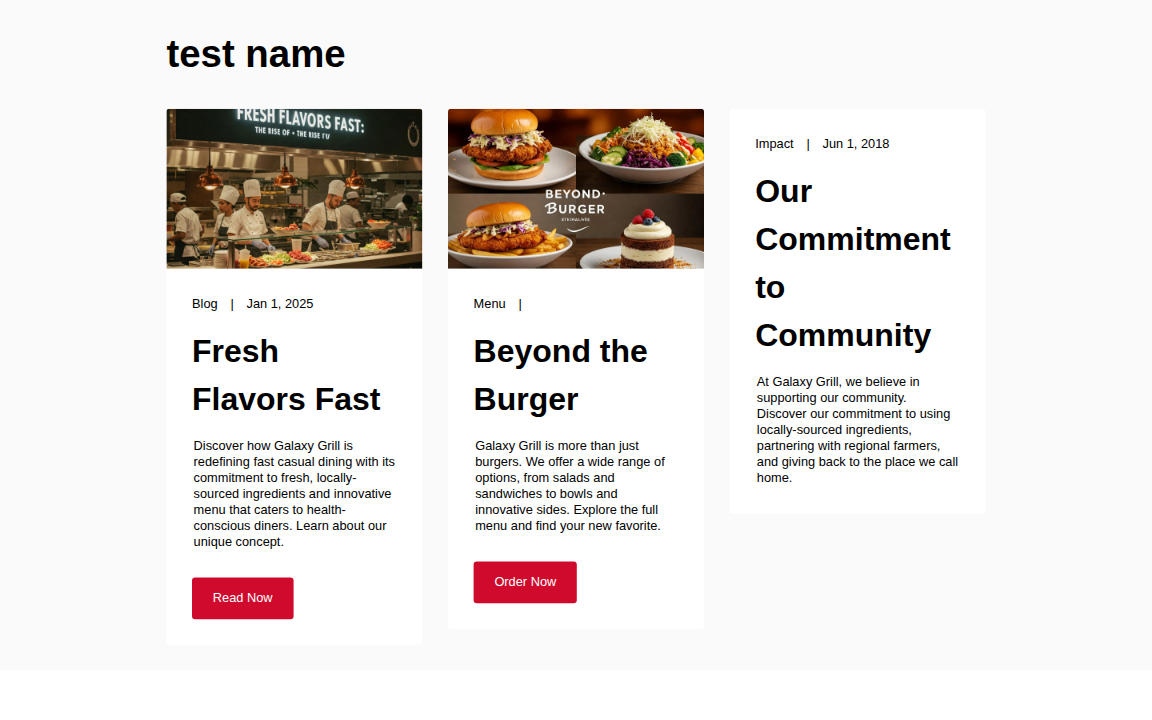 test name
FRESH FLAVORS FAST:
THE RISE OF • THE RISE I'U
Blog | Jan 1, 2025
Fresh
Flavors Fast
Discover how Galaxy Grill is
redefining fast casual dining with its
commitment to fresh, locally-
sourced ingredients and innovative
menu that caters to health-
conscious diners. Learn about our
unique concept.
Read Now
BEYOND·
BURGER
Menu |
Beyond the
Burger
Galaxy Grill is more than just
burgers. We offer a wide range of
options, from salads and
sandwiches to bowls and
innovative sides. Explore the full
menu and find your new favorite.
Order Now
Impact | Jun 1, 2018
Our
Commitment
to
Community
At Galaxy Grill, we believe in
supporting our community.
Discover our commitment to using
locally-sourced ingredients,
partnering with regional farmers,
and giving back to the place we call
home.